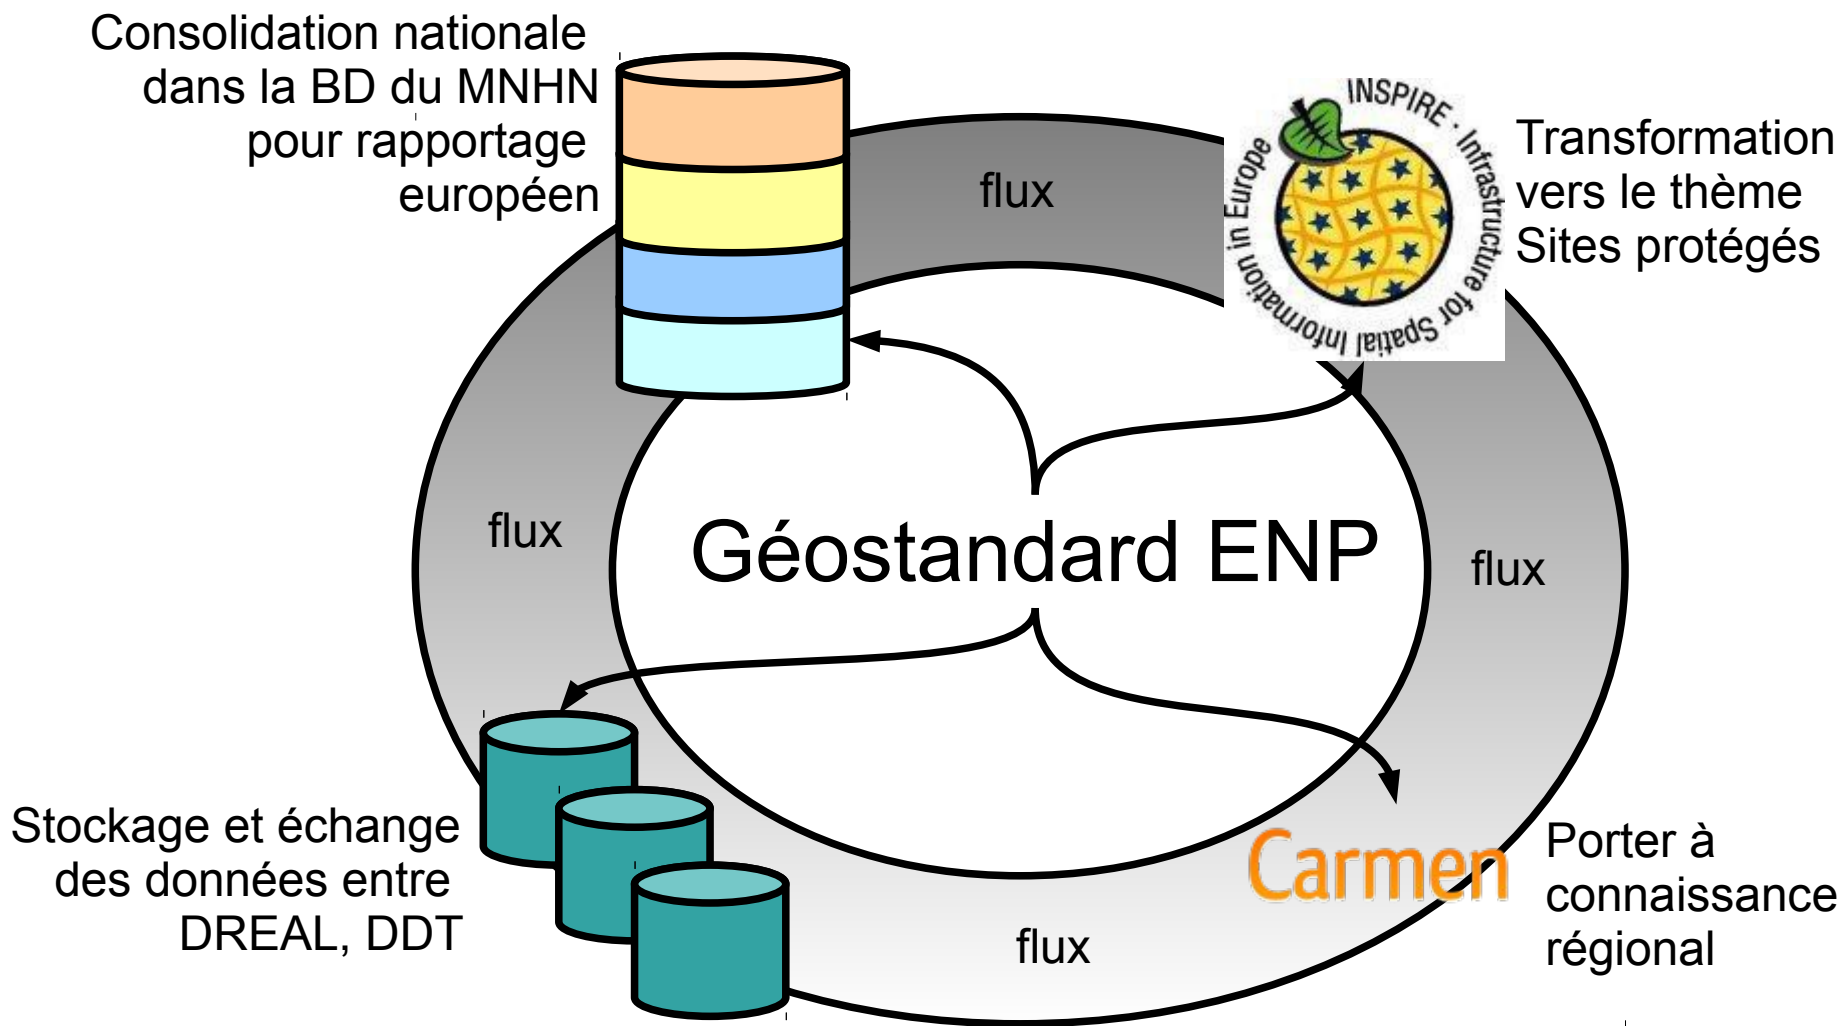 Consolidation nationale
dans la BD du MNHN
pour rapportage
européen
flux
INSPIRE · Infrastructure for Spatial Information in Europe
Transformation
vers le thème
Sites protégés
flux
Géostandard ENP
flux
Stockage et échange
des données entre
DREAL, DDT
flux
Carmen
Porter à
connaissance
régional